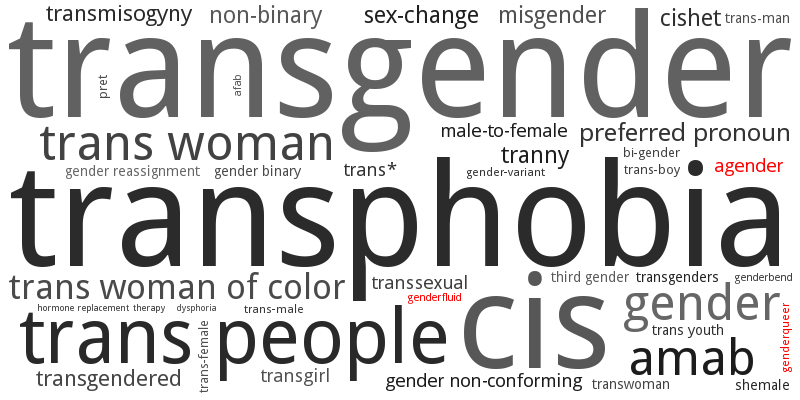 transmisogyny
non-binary
sex-change
misgender
cishet
trans-man
transgender
pret
afab
trans woman
male-to-female
preferred pronoun
tranny
bi-gender
gender reassignment
gender binary
trans*
gender-variant
trans-boy
agender
transphobia
trans woman of color
transsexual
third gender
transgenders
genderbend
genderfluid
hormone replacement therapy
dysphoria
trans-male
cis
gender
genderqueer
trans people
trans-female
trans youth
amab
transgendered
transgirl
gender non-conforming
transwoman
shemale